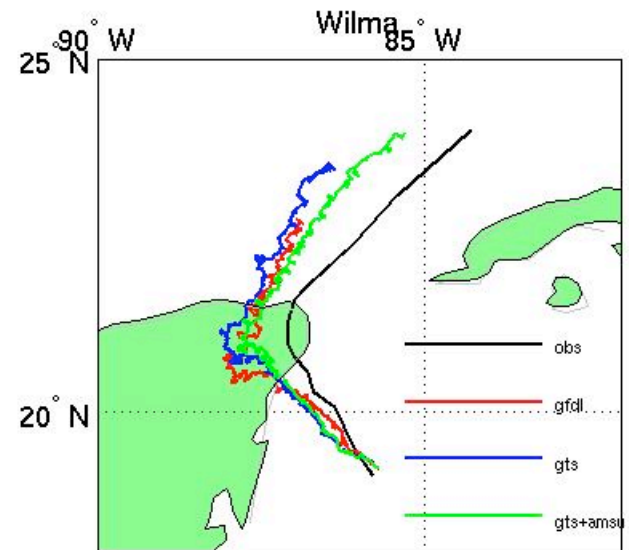 Wilma
90° W
85° W
25° N
20° N
obs
gfdl
gts
gts+amsu